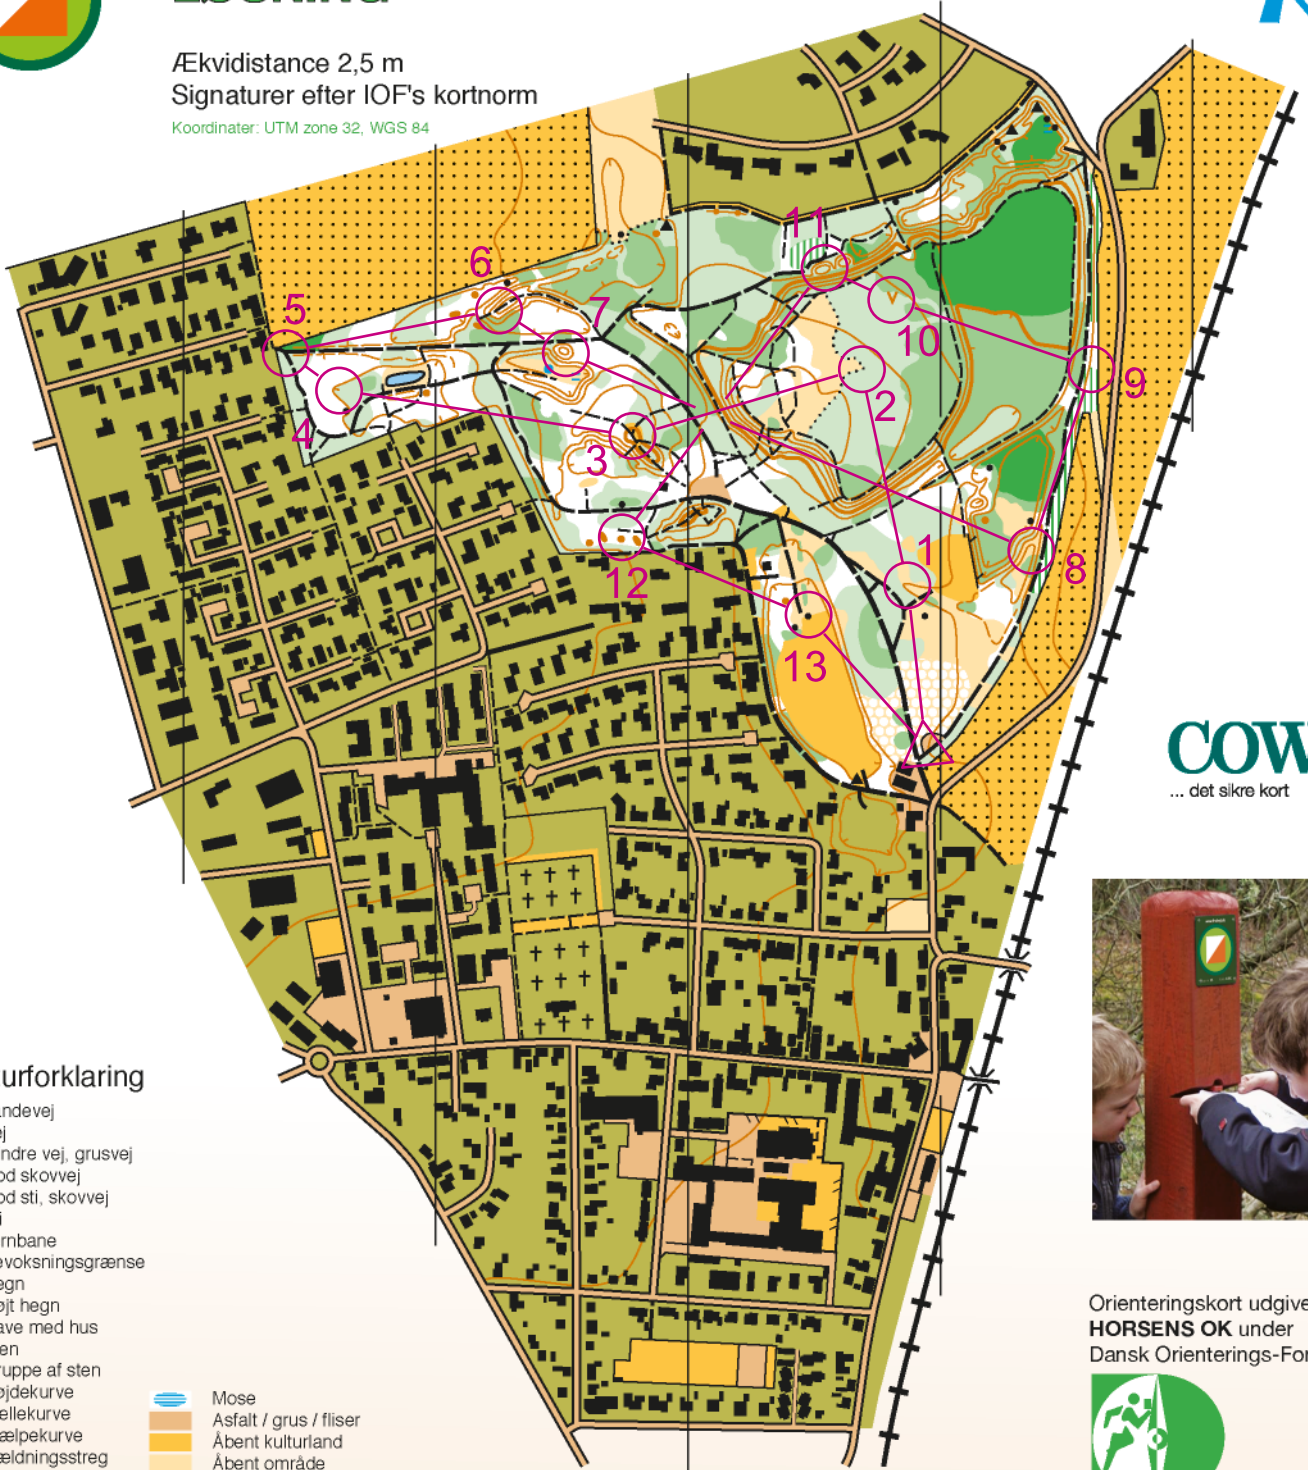 Ækvidistance 2,5 m
Signaturer efter IOF's kortnorm
Koordinater: UTM zone 32, WGS 84
11
6
5
7
10
9
2
4
3
1
8
12
13
COW
... det sikre kort
urforklaring
andevej
ej
ndre vej, grusvej
od skovvej
od sti, skovvej
rnbane
evoksningsgrænse
egn
øjt hegn
ave med hus
en
ruppe af sten
øjdekurve
ellekurve
ælpekurve
ældningsstreg
Mose
Asfalt / grus / fliser
Åbent kulturland
Åbent område
Orienteringskort udgive
HORSENS OK under
Dansk Orienterings-For